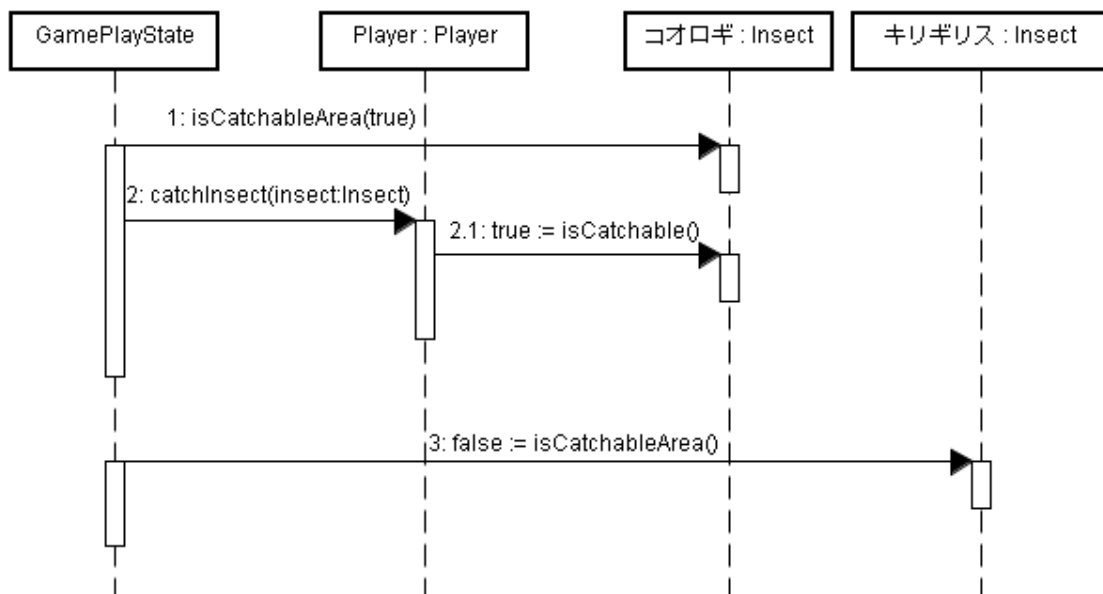 GamePlayState
Player : Player
コオロギ : Insect
キリギリス : Insect
1: isCatchableArea(true)
2: catchInsect(insect:Insect)
2.1: true := isCatchable()
3: false := isCatchableArea()